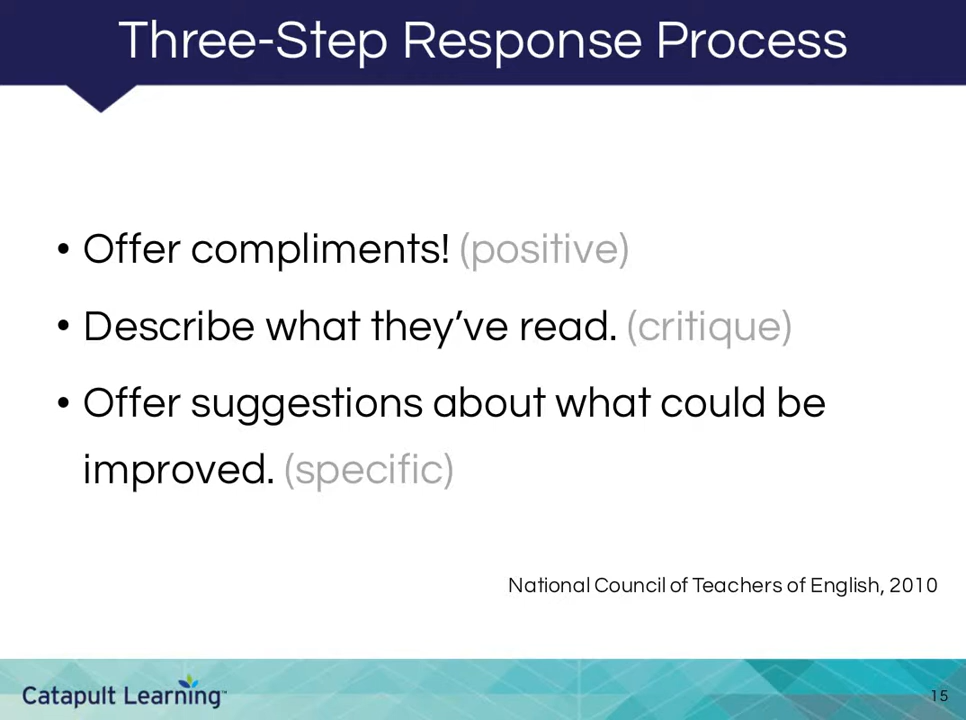 Three-Step Response Process
• Offer compliments! (positive)
• Describe what they’ve read. (critique)
• Offer suggestions about what could be
improved. (specific)
National Council of Teachers of English, 2010
Catapult Learning™
15